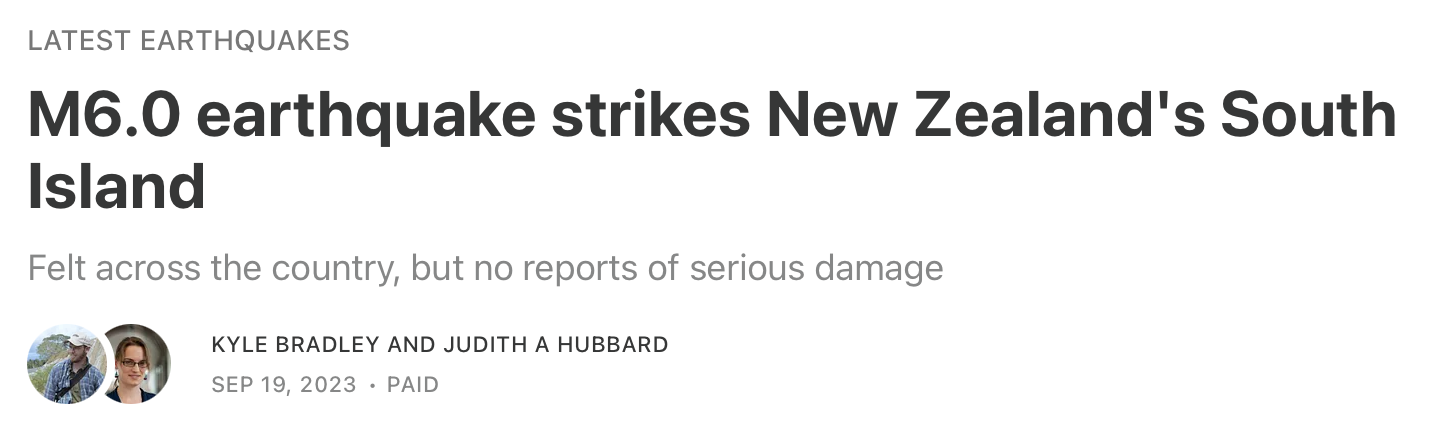 LATEST EARTHQUAKES
M6.0 earthquake strikes New Zealand's South
Island
Felt across the country, but no reports of serious damage
KYLE BRADLEY AND JUDITH A HUBBARD
SEP 19, 2023 · PAID